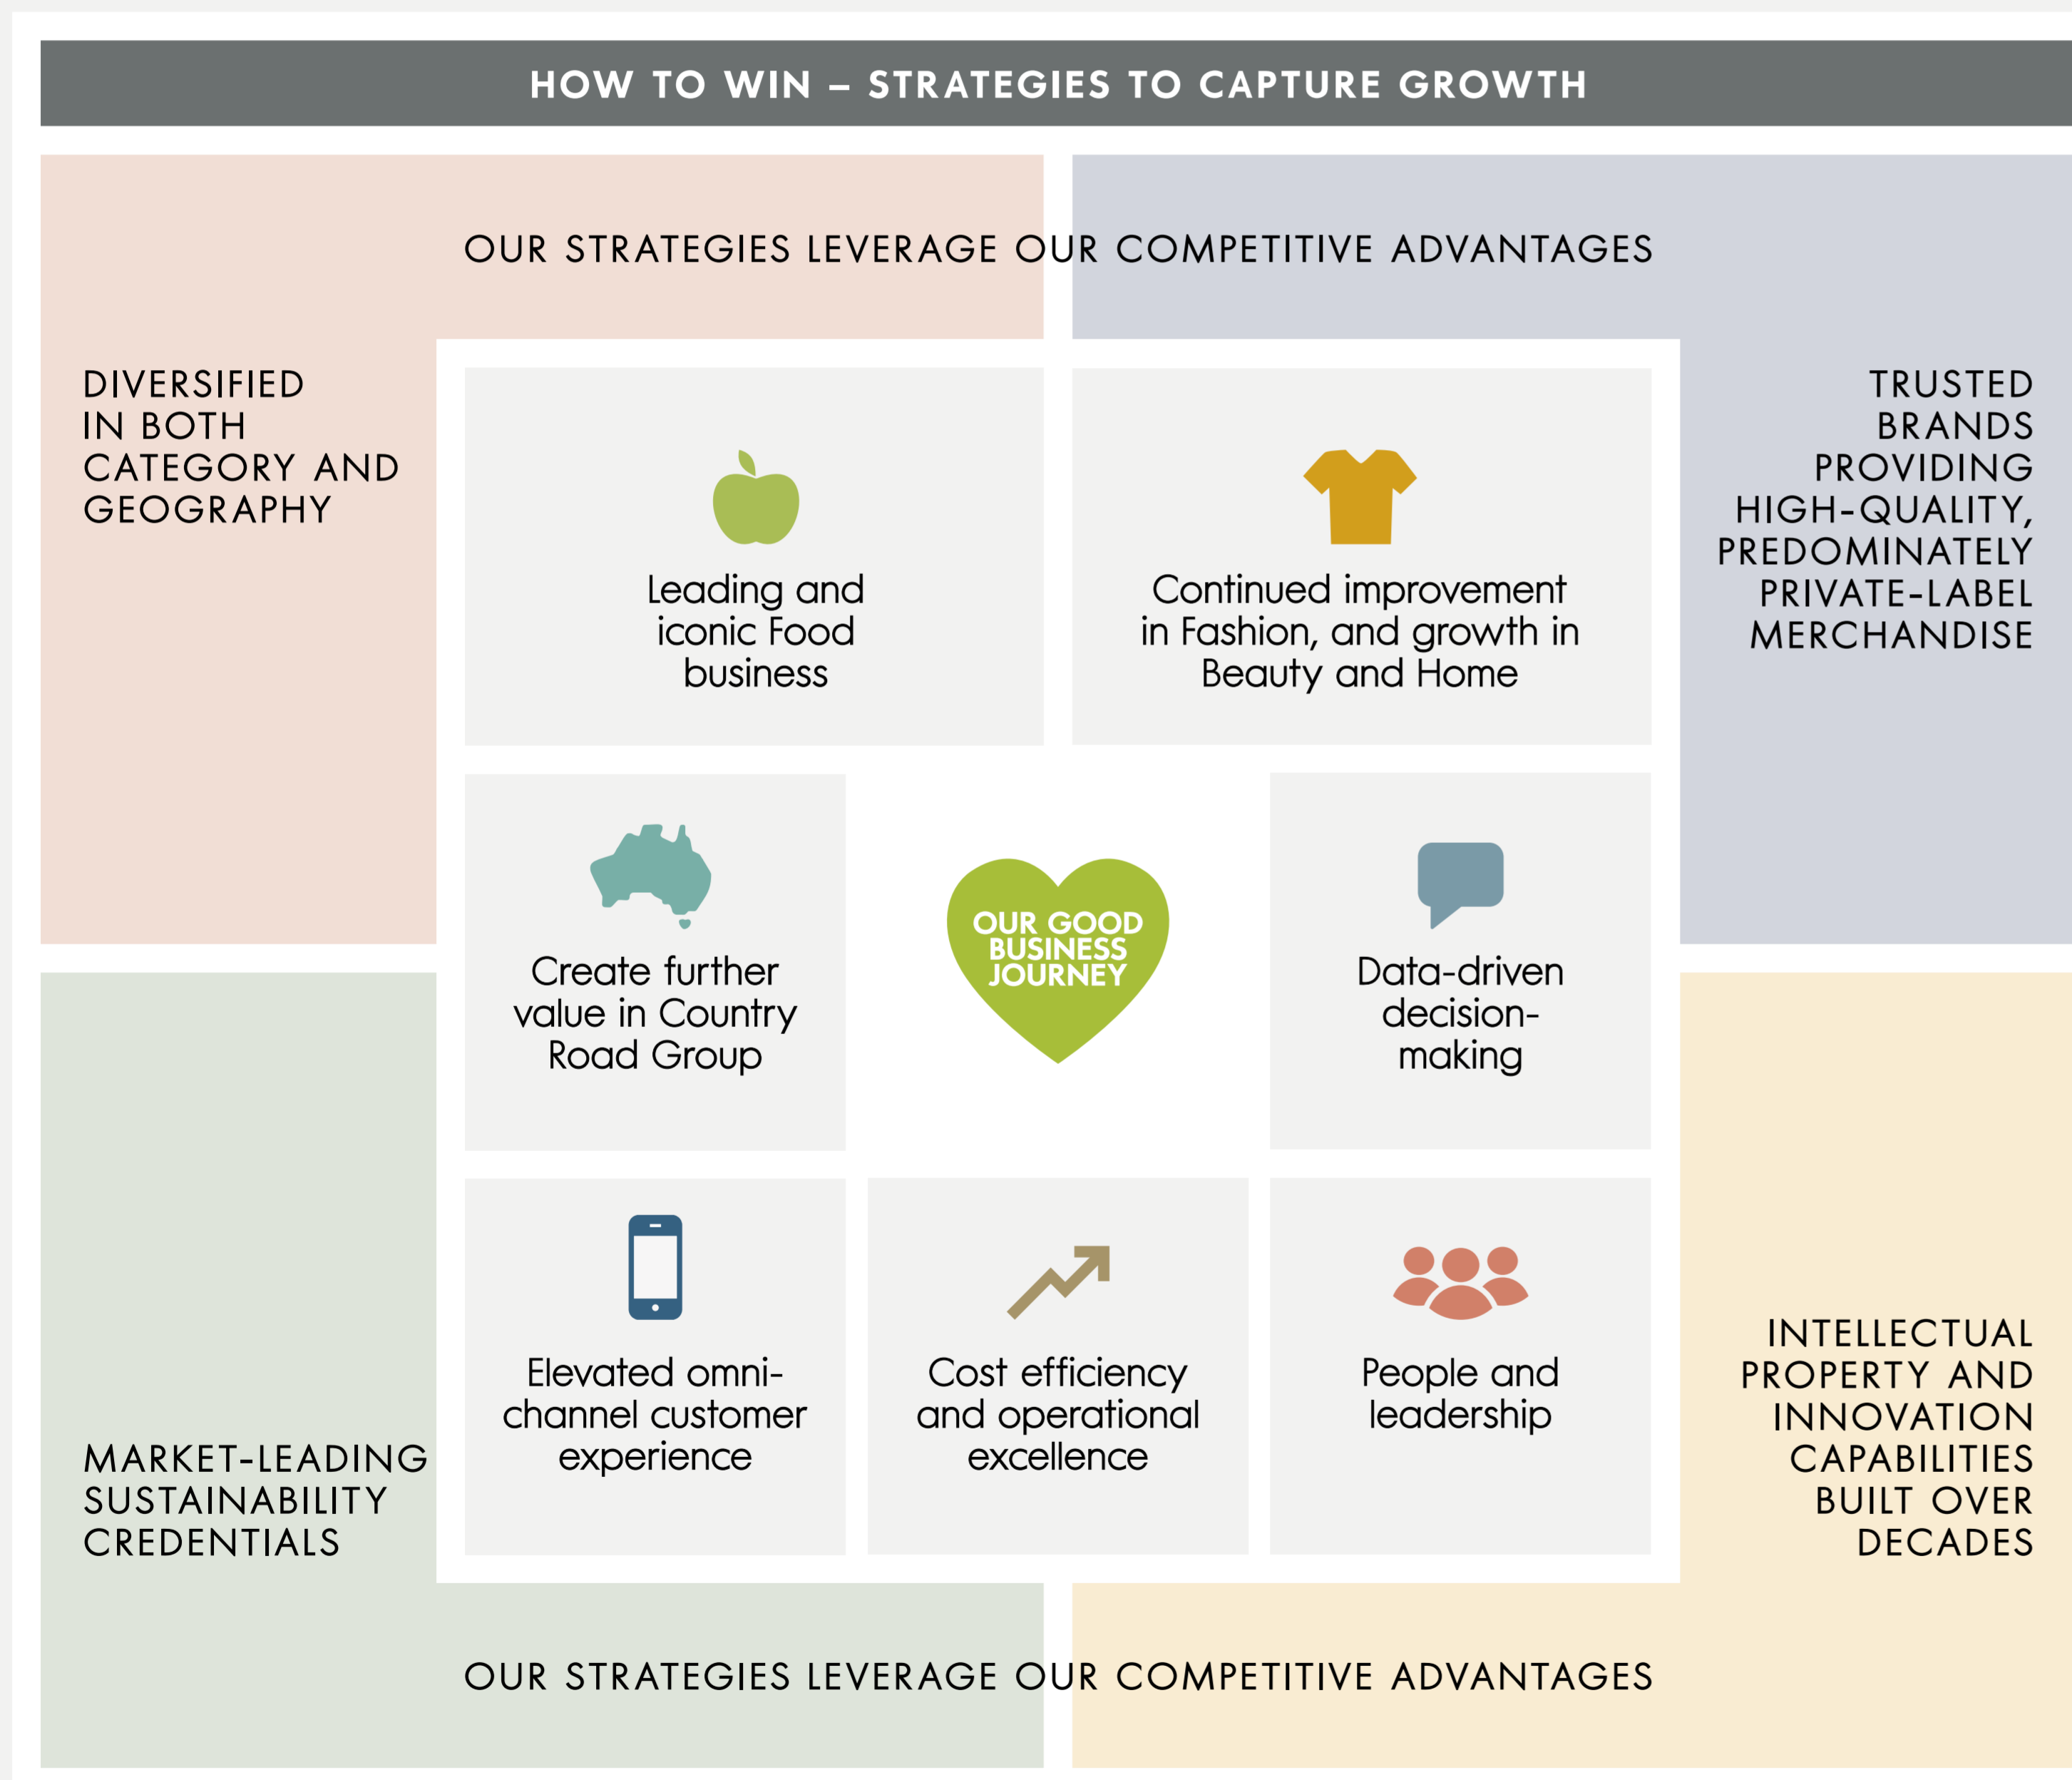 HOW TO WIN – STRATEGIES TO CAPTURE GROWTH
OUR STRATEGIES LEVERAGE OUR COMPETITIVE ADVANTAGES
DIVERSIFIED
IN BOTH
CATEGORY AND
GEOGRAPHY
TRUSTED
BRANDS
PROVIDING
HIGH-QUALITY,
PREDOMINATELY
PRIVATE-LABEL
MERCHANDISE
Leading and
iconic Food
business
Continued improvement
in Fashion, and growth in
Beauty and Home
Create further
value in Country
Road Group
OUR GOOD
BUSINESS
JOURNEY
Data-driven
decision-
making
Elevated omni-
channel customer
experience
Cost efficiency
and operational
excellence
People and
leadership
MARKET-LEADING
SUSTAINABILITY
CREDENTIALS
INTELLECTUAL
PROPERTY AND
INNOVATION
CAPABILITIES
BUILT OVER
DECADES
OUR STRATEGIES LEVERAGE OUR COMPETITIVE ADVANTAGES